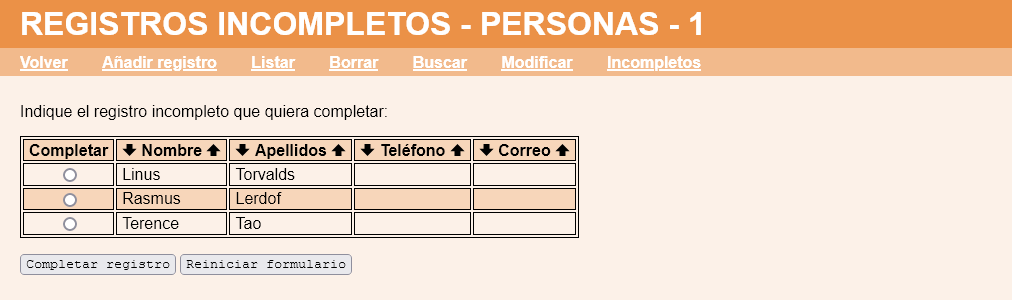 REGISTROS INCOMPLETOS - PERSONAS - 1
Volver Añadir registro Listar Borrar Buscar Modificar Incompletos
Indique el registro incompleto que quiera completar:
Completar Nombre Apellidos Teléfono Correo
Linus Torvalds
Rasmus Lerdof
Terence Tao
Completar registro Reiniciar formulario